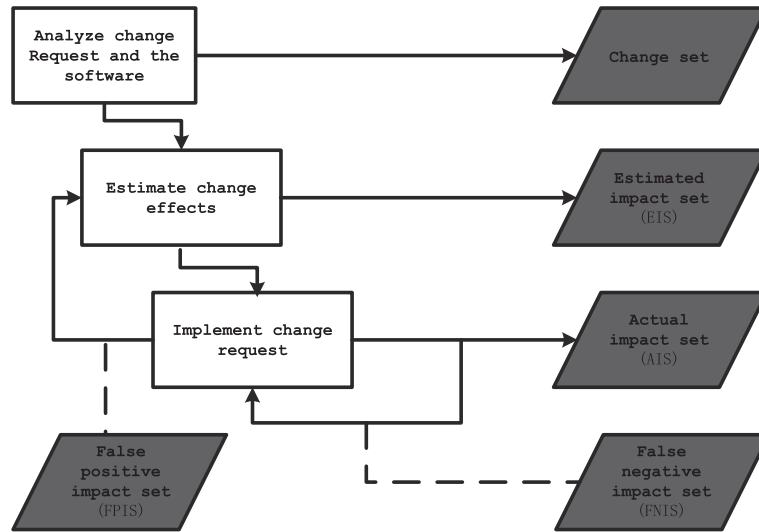 Analyze change
Request and the
software
Change set
Estimate change
effects
Estimated
impact set
(EIS)
Implement change
request
Actual
impact set
(AIS)
False
positive
impact set
(FPIS)
False
negative
impact set
(FNIS)